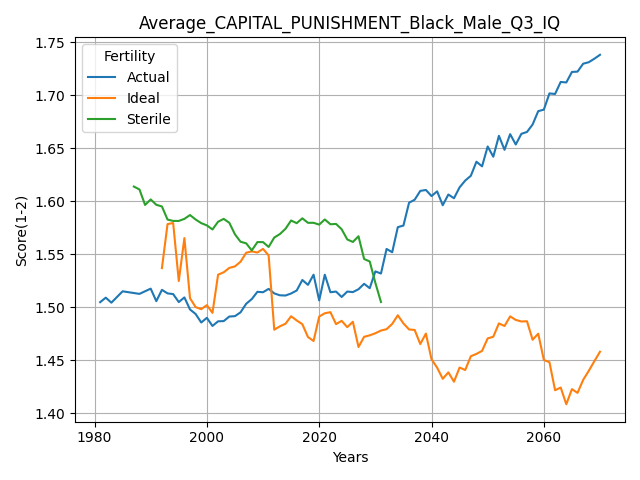 Average_CAPITAL_PUNISHMENT_Black_Male_Q3_IQ
Score(1-2)
1.75
1.70
1.65
1.60
1.55
1.50
1.45
1.40
Fertility
Actual
Ideal
Sterile
1980
2000
2020
2040
2060
Years